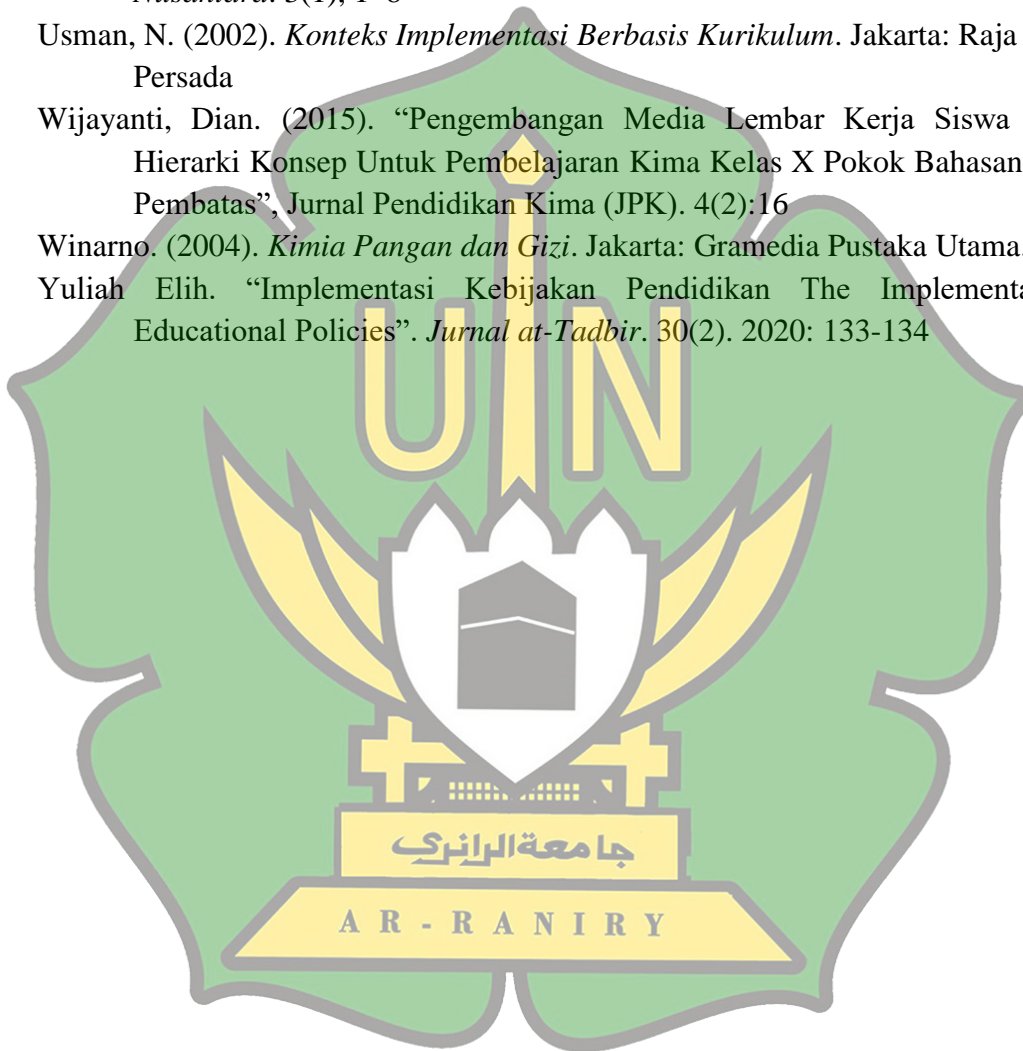 Usman, N. (2002). Konteks Implementasi Berbasis Kurikulum. Jakarta: Raja
Persada
Wijayanti, Dian. (2015). “Pengembangan Media Lembar Kerja Siswa
Hierarki Konsep Untuk Pembelajaran Kima Kelas X Pokok Bahasan
Pembatas”, Jurnal Pendidikan Kima (JPK). 4(2):16
Winarno. (2004). Kimia Pangan dan Gizi. Jakarta: Gramedia Pustaka Utama.
Yuliah Elih. “Implementasi Kebijakan Pendidikan The Implementa
Educational Policies”. Jurnal at-Tadbir. 30(2). 2020: 133-134
UIN
جامعة الرانري
AR-RANIRY